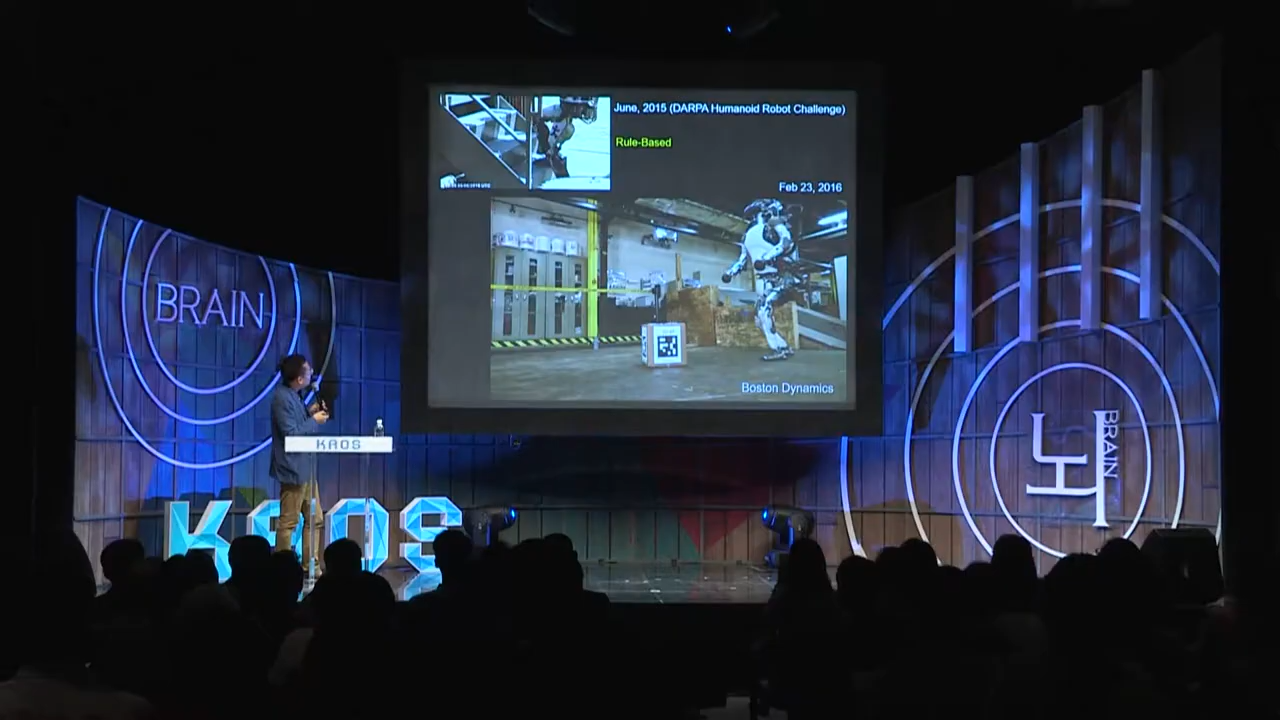 June, 2015 (DARPA Humanoid Robot Challenge)
Rule-Based
Feb 23, 2016
Boston Dynamics
BRAIN
KAOS
KAOS
뇌
BRAIN